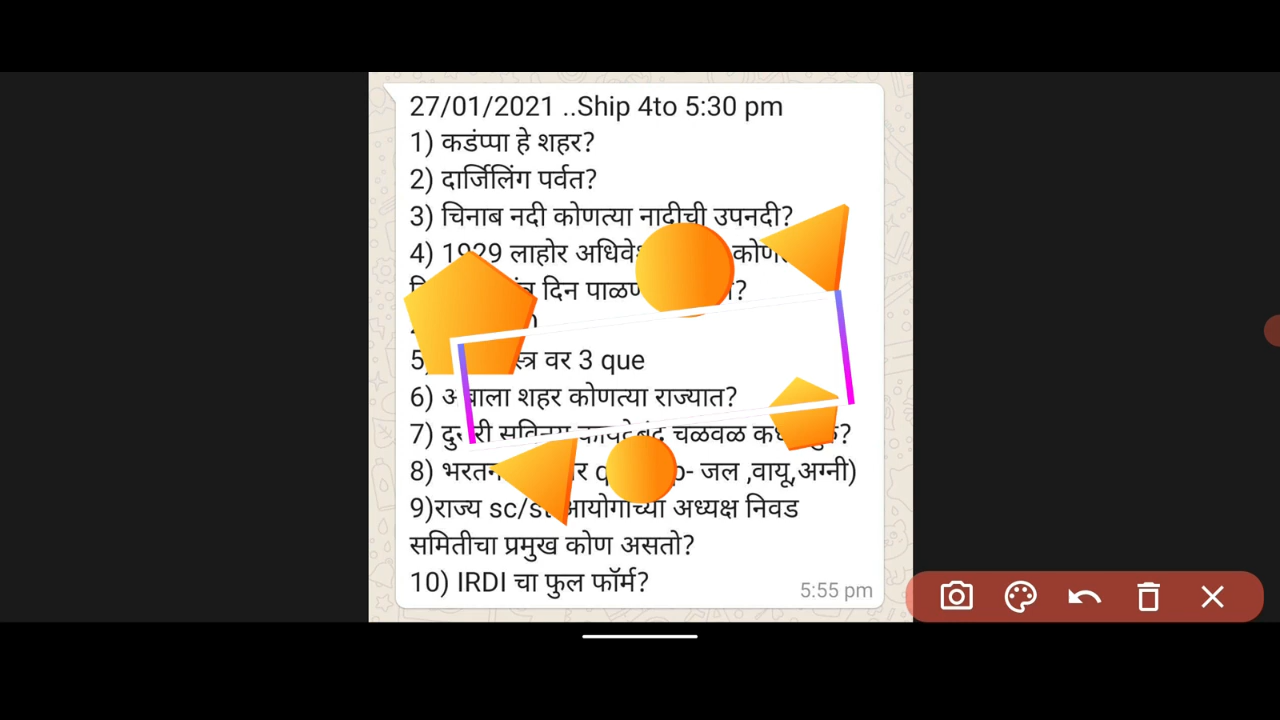 27/01/2021 ..Ship 4to 5:30 pm
1) कडंप्पा हे शहर?
2) दार्जिलिंग पर्वत?
3) चिनाब नदी कोणत्या नादीची उपनदी?
4) 1929 लाहोर
दिन
5) वर 3 que
6) शहर कोणत्या राज्यात?
7) चळवळ
8) जल ,वायू,अग्नी)
9)राज्य sc/st आयोगाच्या अध्यक्ष निवड
समितीचा प्रमुख कोण असतो?
10) IRDI चा फुल फॉर्म?
5:55 pm